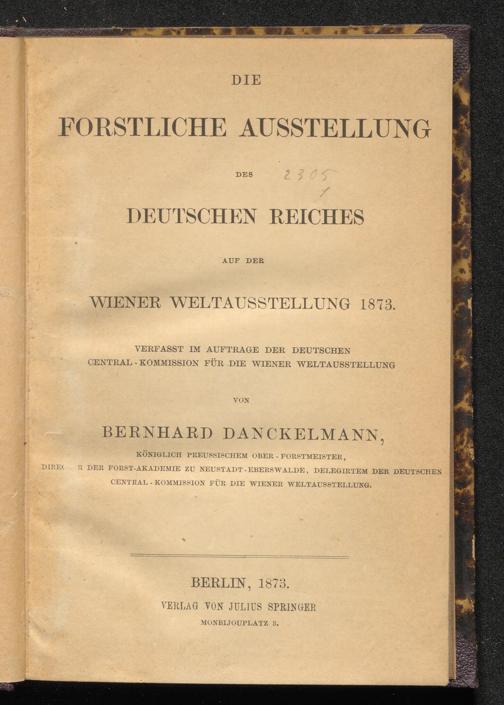 DIE
FORSTLICHE AUSSTELLUNG
DES
2305
1
DEUTSCHEN REICHES
AUF DER
WIENER WELTAUSSTELLUNG 1873.
VERFASST IM AUFTRAGE DER DEUTSCHEN
CENTRAL-KOMMISSION FÜR DIE WIENER WELTAUSSTELLUNG
VON
BERNHARD DANCKELMANN,
KÖNIGLICH PREUSSISCHEM OBER-FORSTMEISTER,
DER FORST-AKADEMIE ZU NEUSTADT-EBERSWALDE, DELEGIRTEM DER DEUTSCHEN
CENTRAL-KOMMISSION FÜR DIE WIENER WELTAUSSTELLUNG.
BERLIN, 1873.
VERLAG VON JULIUS SPRINGER
MONBIJOUPLATZ 3.